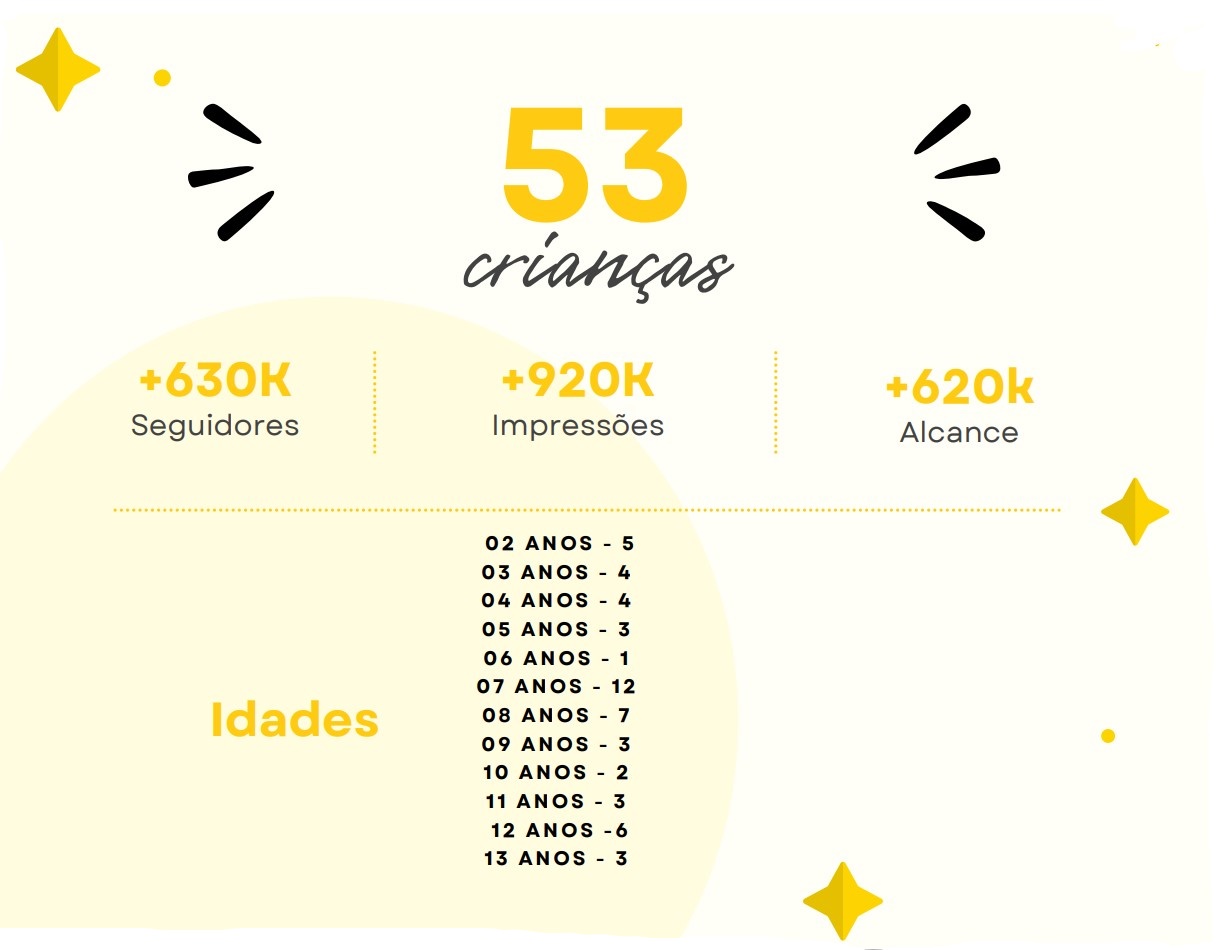 53
crianças
+630K
Seguidores
+920K
Impressões
+620k
Alcance
Idades
02 ANOS - 5
03 ANOS - 4
04 ANOS - 4
05 ANOS - 3
06 ANOS - 1
07 ANOS - 12
08 ANOS - 7
09 ANOS - 3
10 ANOS - 2
11 ANOS - 3
12 ANOS -6
13 ANOS - 3